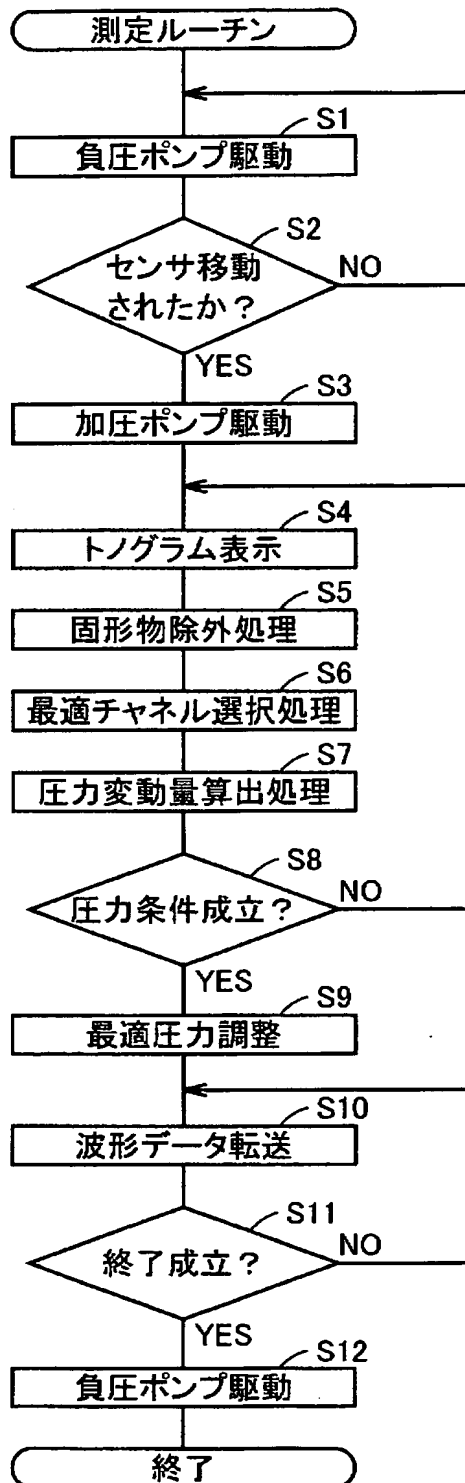 測定ルーチン
S1
負圧ポンプ駆動
S2
センサ移動
されたか？
NO
YES
S3
加圧ポンプ駆動
S4
トノグラム表示
S5
固形物除外処理
S6
最適チャネル選択処理
S7
圧力変動量算出処理
S8
圧力条件成立？
NO
YES
S9
最適圧力調整
S10
波形データ転送
S11
終了成立？
NO
YES
S12
負圧ポンプ駆動
終了